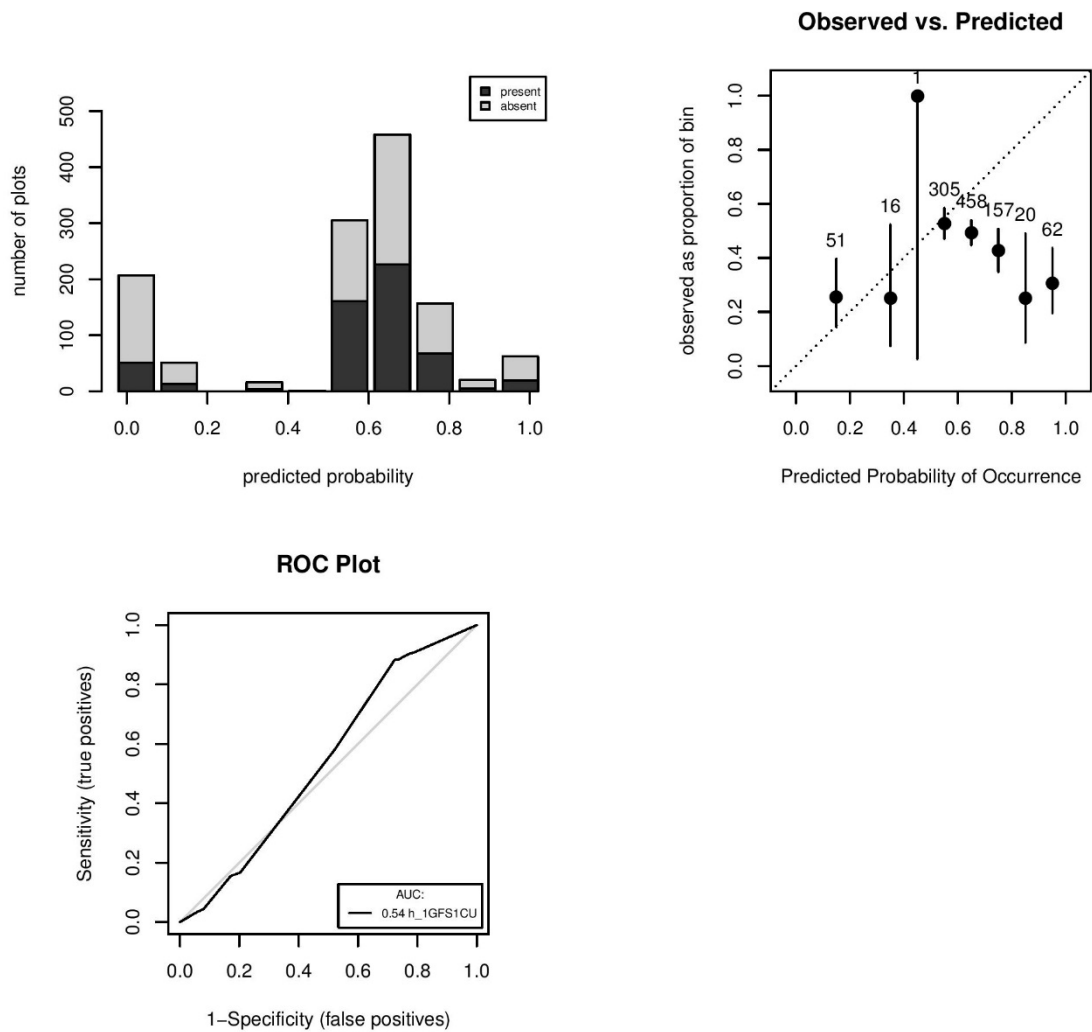 Observed vs. Predicted
present
absent
number of plots
0 100 200 300 400 500
0.0 0.2 0.4 0.6 0.8 1.0
predicted probability
observed as proportion of bin
0.0 0.2 0.4 0.6 0.8 1.0
51
16
1
305
458
157
20
62
0.0 0.2 0.4 0.6 0.8 1.0
Predicted Probability of Occurrence
ROC Plot
Sensitivity (true positives)
0.0 0.2 0.4 0.6 0.8 1.0
AUC:
0.54 h_1GFS1CU
0.0 0.2 0.4 0.6 0.8 1.0
1−Specificity (false positives)